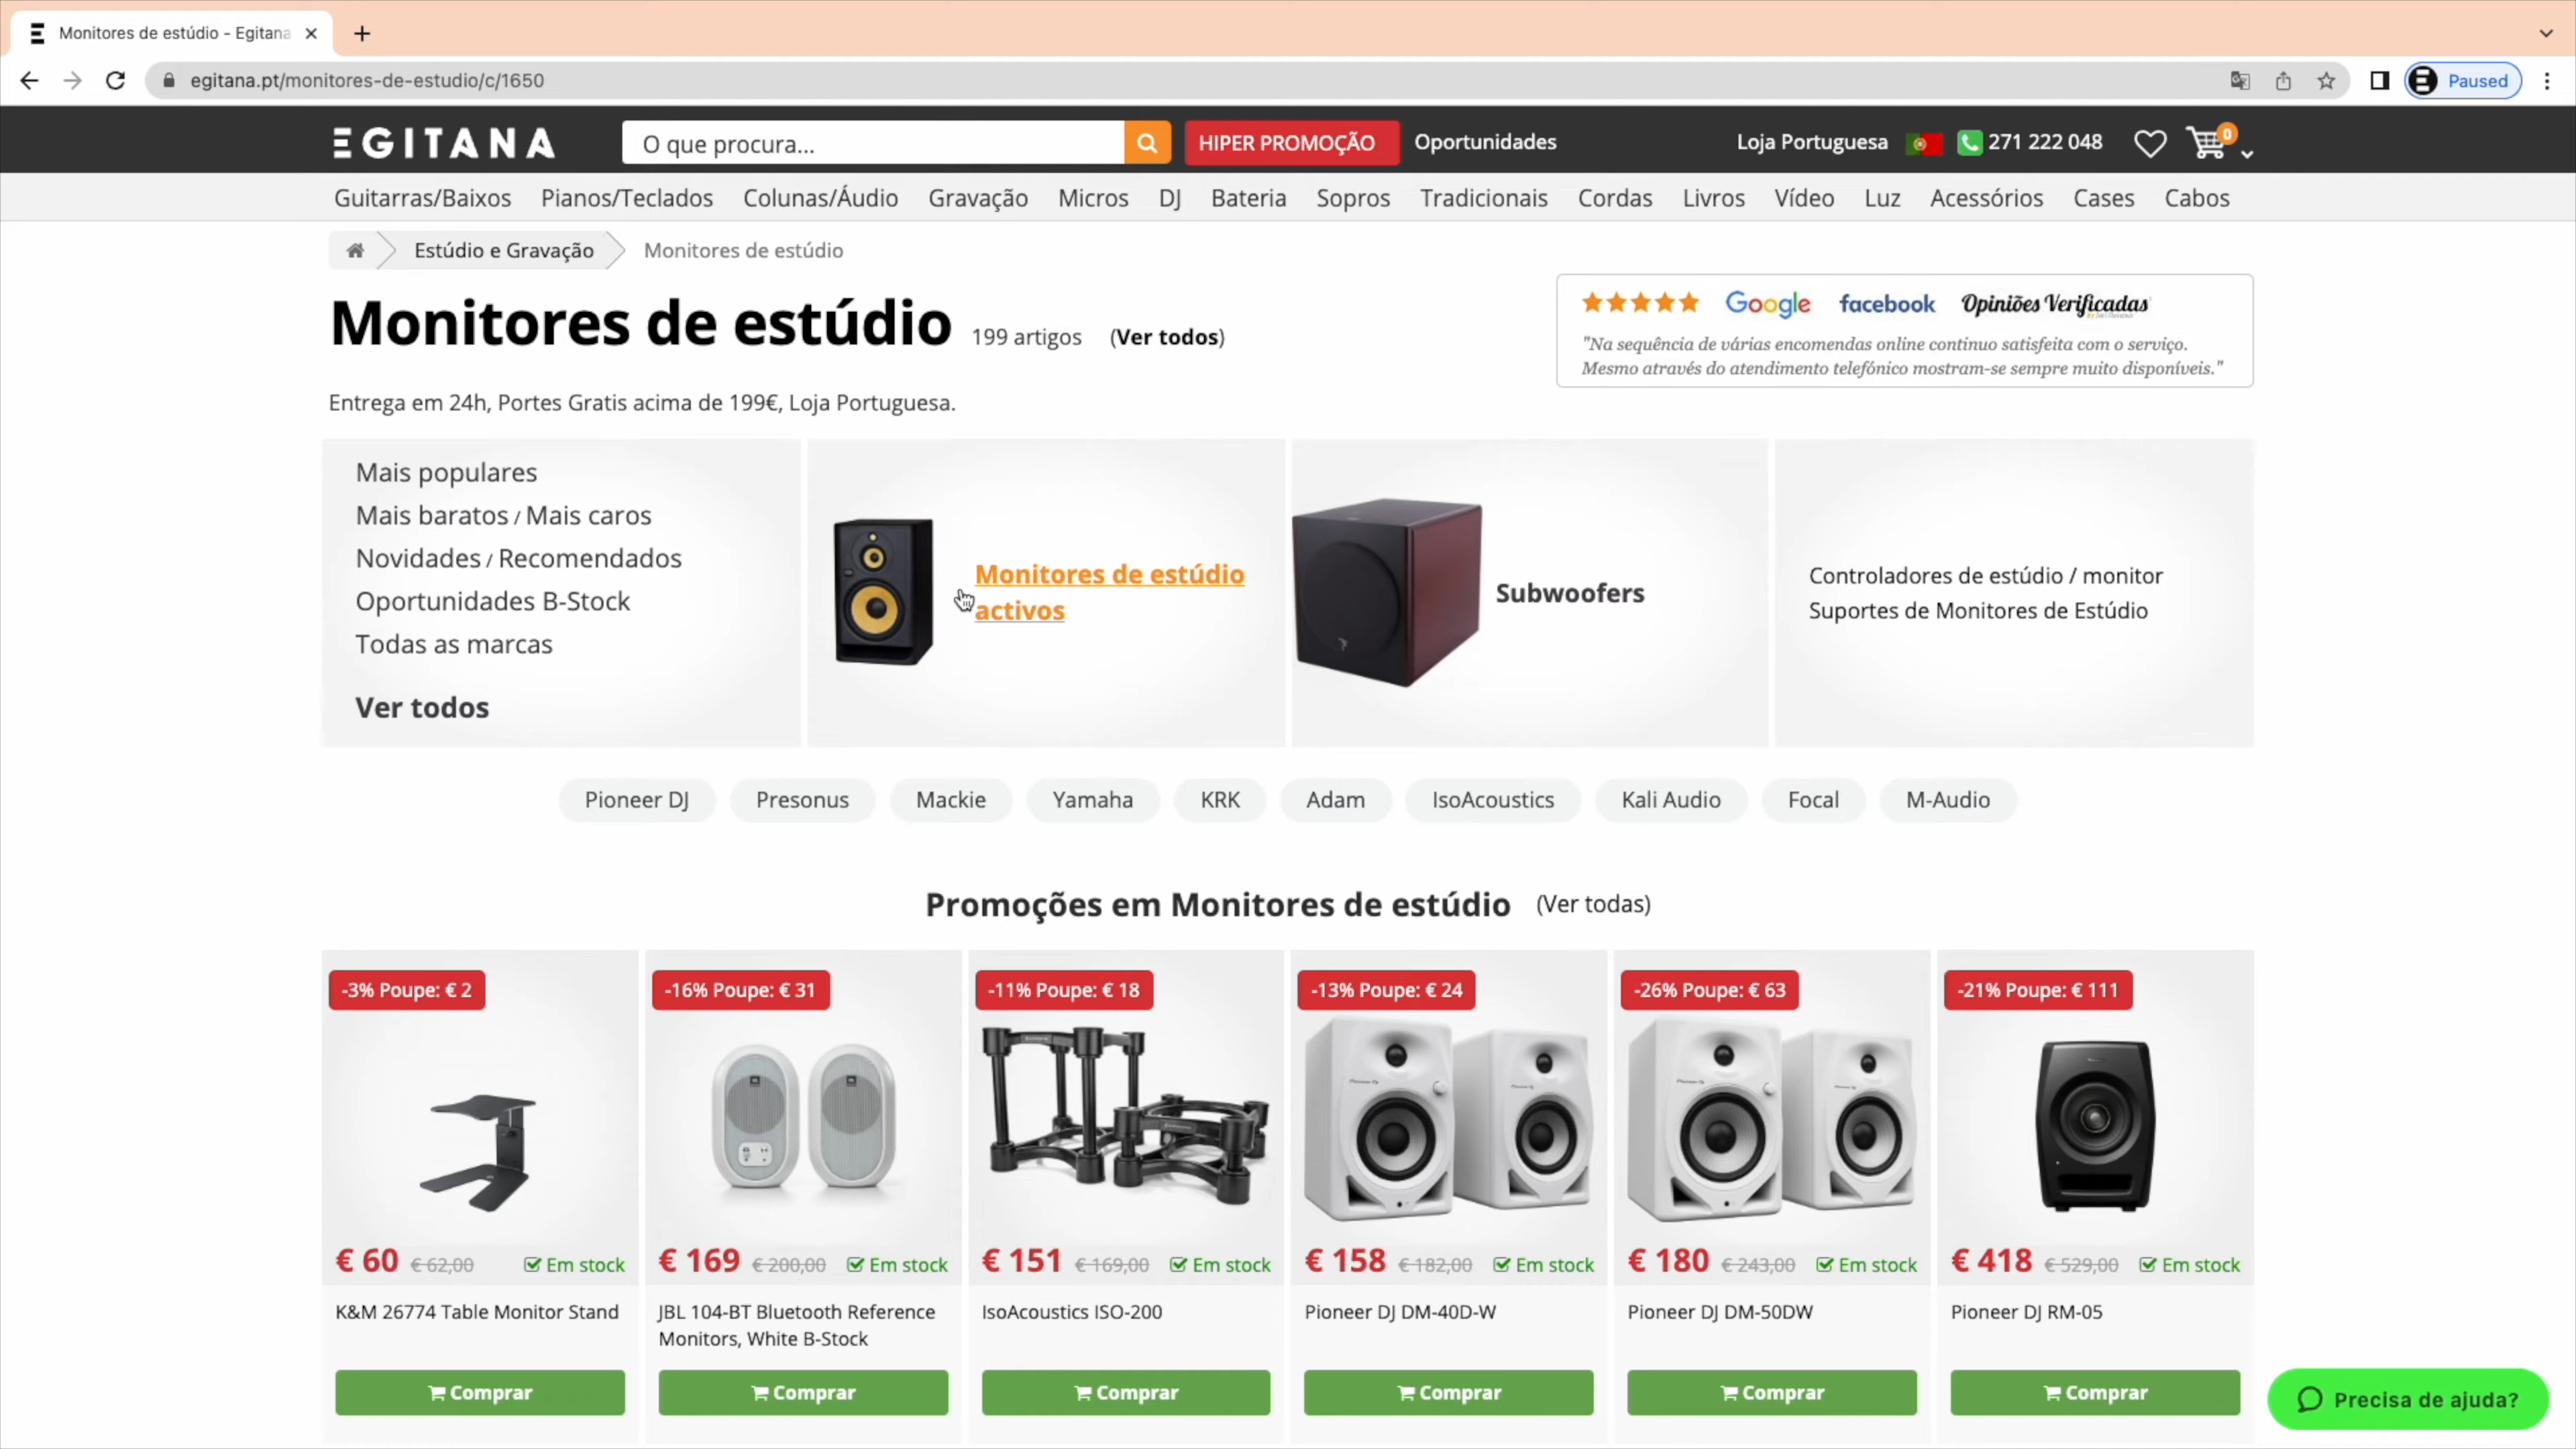 Monitores de estúdio - Egitana
egitana.pt/monitores-de-estudio/c/1650
Paused
EGITANA
O que procura...
HIPER PROMOÇÃO
Oportunidades
Loja Portuguesa
271 222 048
0
Guitarras/Baixos Pianos/Teclados Colunas/Áudio Gravação Micros DJ Bateria Sopros Tradicionais Cordas Livros Vídeo Luz Acessórios Cases Cabos
Estúdio e Gravação Monitores de estúdio
Monitores de estúdio 199 artigos (Ver todos)
Google facebook Opiniões Verificadas
"Na sequência de várias encomendas online continuo satisfeita com o serviço.
Mesmo através do atendimento telefónico mostram-se sempre muito disponíveis."
Entrega em 24h, Portes Gratis acima de 199€, Loja Portuguesa.
Mais populares
Mais baratos / Mais caros
Novidades / Recomendados
Oportunidades B-Stock
Todas as marcas
Ver todos
Monitores de estúdio
activos
Subwoofers
Controladores de estúdio / monitor
Suportes de Monitores de Estúdio
Pioneer DJ Presonus Mackie Yamaha KRK Adam IsoAcoustics Kali Audio Focal M-Audio
Promoções em Monitores de estúdio (Ver todas)
-3% Poupe: € 2
€ 60 € 62,00 Em stock
K&M 26774 Table Monitor Stand
Comprar
-16% Poupe: € 31
€ 169 € 200,00 Em stock
JBL 104-BT Bluetooth Reference
Monitors, White B-Stock
Comprar
-11% Poupe: € 18
€ 151 € 169,00 Em stock
IsoAcoustics ISO-200
Comprar
-13% Poupe: € 24
€ 158 € 182,00 Em stock
Pioneer DJ DM-40D-W
Comprar
-26% Poupe: € 63
€ 180 € 243,00 Em stock
Pioneer DJ DM-50DW
Comprar
-21% Poupe: € 111
€ 418 € 529,00 Em stock
Pioneer DJ RM-05
Comprar
Precisa de ajuda?